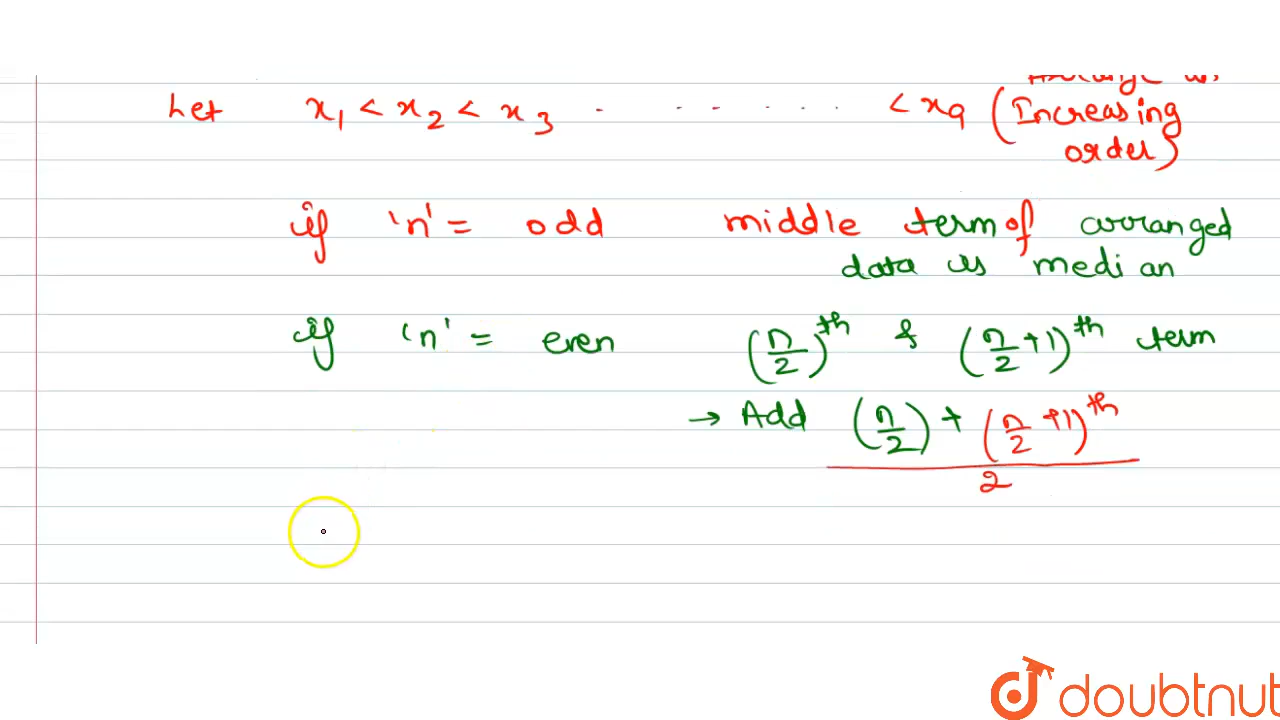 Let x₁ < x₂ < x₃ - - - - - - - < x₉ (Increasing
order)
if 'n' = odd middle term of arranged
data is median
if 'n' = even (n/2)ᵗʰ & (n/2 + 1)ᵗʰ term
→ Add (n/2) + (n/2 + 1)ᵗʰ
2
doubtnut